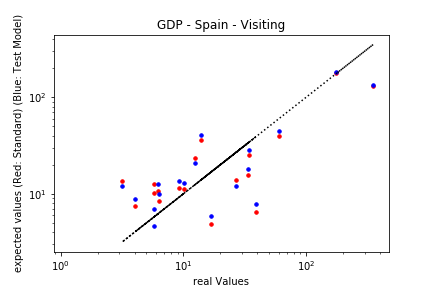 GDP - Spain - Visiting
expected values (Red: Standard) (Blue: Test Model)
10²
10¹
10⁰ 10¹ 10²
real Values